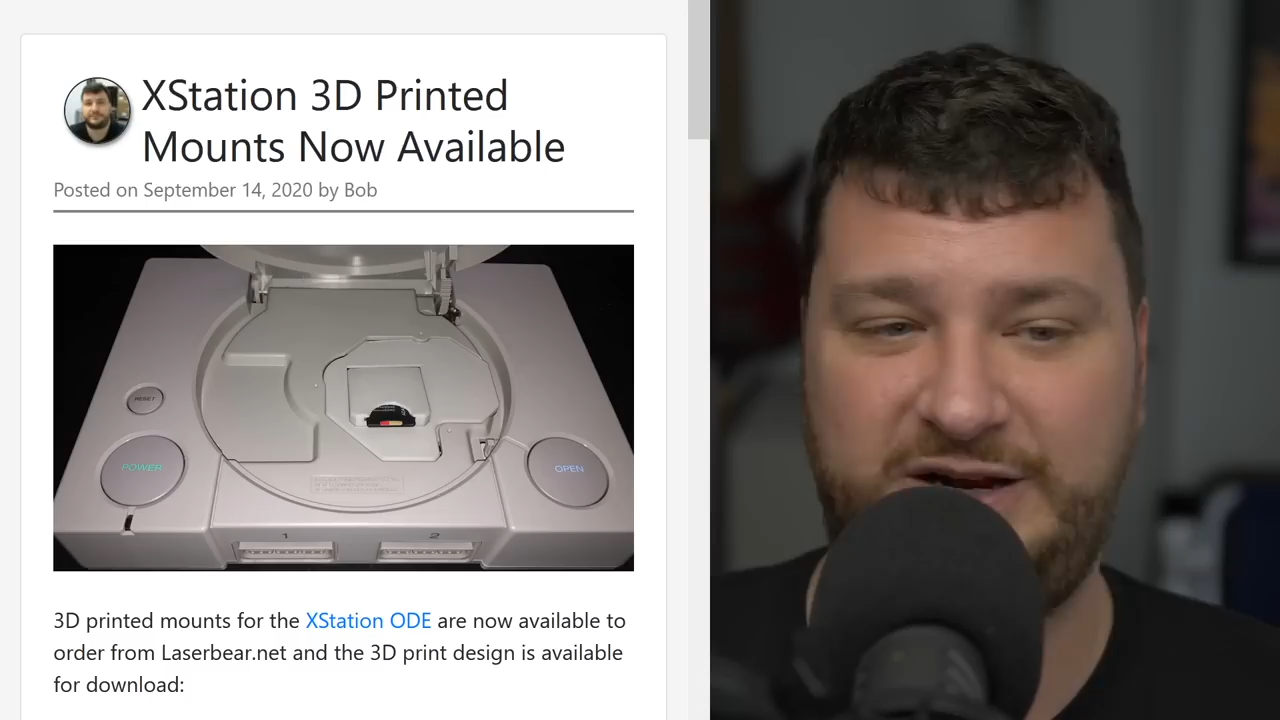 XStation 3D Printed
Mounts Now Available
Posted on September 14, 2020 by Bob
RESET
POWER
OPEN
1
2
3D printed mounts for the XStation ODE are now available to
order from Laserbear.net and the 3D print design is available
for download: